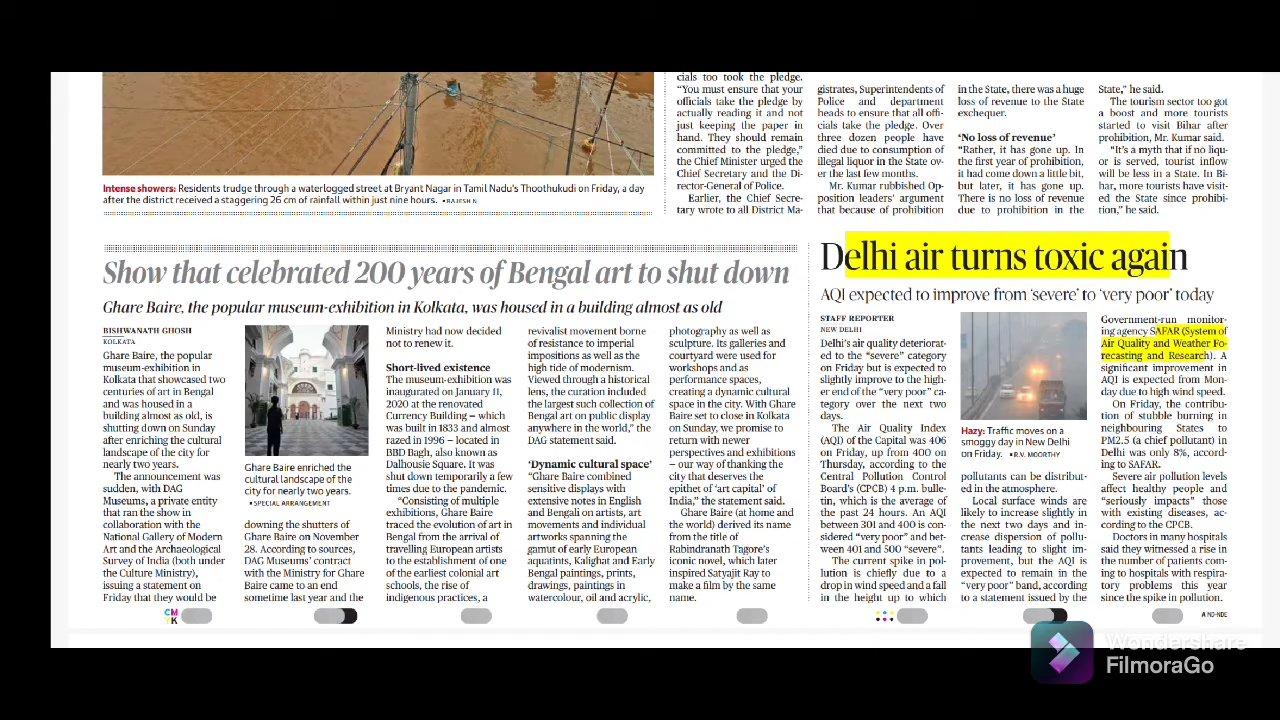 cials too took the pledge.
“You must ensure that your
officials take the pledge by
actually reading it and not
just keeping the paper in
hand. They should remain
committed to the pledge,”
the Chief Minister urged the
Chief Secretary and the Di-
rector-General of Police.
Earlier, the Chief Secre-
tary wrote to all District Ma-
gistrates, Superintendents of
Police and department
heads to ensure that all offi-
cials take the pledge. Over
three dozen people have
died due to consumption of
illegal liquor in the State ov-
er the last few months.
Mr. Kumar rubbished Op-
position leaders’ argument
that because of prohibition
in the State, there was a huge
loss of revenue to the State
exchequer.
‘No loss of revenue’
“Rather, it has gone up. In
the first year of prohibition,
it had come down a little bit,
but later, it has gone up.
There is no loss of revenue
due to prohibition in the
State,” he said.
The tourism sector too got
a boost and more tourists
started to visit Bihar after
prohibition, Mr. Kumar said.
“It’s a myth that if no liqu-
or is served, tourist inflow
will be less in a State. In Bi-
har, more tourists have visit-
ed the State since prohibi-
tion,” he said.
Intense showers: Residents trudge through a waterlogged street at Bryant Nagar in Tamil Nadu’s Thoothukudi on Friday, a day
after the district received a staggering 26 cm of rainfall within just nine hours. • RAJESH N
Show that celebrated 200 years of Bengal art to shut down
Ghare Baire, the popular museum-exhibition in Kolkata, was housed in a building almost as old
BISHWANATH GHOSH
KOLKATA
Ghare Baire, the popular
museum-exhibition in
Kolkata that showcased two
centuries of art in Bengal
and was housed in a
building almost as old, is
shutting down on Sunday
after enriching the cultural
landscape of the city for
nearly two years.
The announcement was
sudden, with DAG
Museums, a private entity
that ran the show in
collaboration with the
National Gallery of Modern
Art and the Archaeological
Survey of India (both under
the Culture Ministry),
issuing a statement on
Friday that they would be
Ghare Baire enriched the
cultural landscape of the
city for nearly two years.
• SPECIAL ARRANGEMENT
downing the shutters of
Ghare Baire on November
28. According to sources,
DAG Museums’ contract
with the Ministry for Ghare
Baire came to an end
sometime last year and the
Ministry had now decided
not to renew it.
Short-lived existence
The museum-exhibition was
inaugurated on January 11,
2020 at the renovated
Currency Building – which
was built in 1833 and almost
razed in 1996 – located in
BBD Bagh, also known as
Dalhousie Square. It was
shut down temporarily a few
times due to the pandemic.
“Consisting of multiple
exhibitions, Ghare Baire
traced the evolution of art in
Bengal from the arrival of
travelling European artists
to the establishment of one
of the earliest colonial art
schools, the rise of
indigenous practices, a
revivalist movement borne
of resistance to imperial
impositions as well as the
high tide of modernism.
Viewed through a historical
lens, the curation included
the largest such collection of
Bengal art on public display
anywhere in the world,” the
DAG statement said.
‘Dynamic cultural space’
“Ghare Baire combined
sensitive displays with
extensive notes in English
and Bengali on artists, art
movements and individual
artworks spanning the
gamut of early European
aquatints, Kalighat and Early
Bengal paintings, prints,
drawings, paintings in
watercolour, oil and acrylic,
photography as well as
sculpture. Its galleries and
courtyard were used for
workshops and as
performance spaces,
creating a dynamic cultural
space in the city. With Ghare
Baire set to close in Kolkata
on Sunday, we promise to
return with newer
perspectives and exhibitions
– our way of thanking the
city that deserves the
epithet of ‘art capital’ of
India,” the statement said.
Ghare Baire (at home and
the world) derived its name
from the title of
Rabindranath Tagore’s
iconic novel, which later
inspired Satyajit Ray to
make a film by the same
name.
Delhi air turns toxic again
AQI expected to improve from ‘severe’ to ‘very poor’ today
STAFF REPORTER
NEW DELHI
Delhi’s air quality deteriorat-
ed to the “severe” category
on Friday but is expected to
slightly improve to the high-
er end of the “very poor” ca-
tegory over the next two
days.
The Air Quality Index
(AQI) of the Capital was 406
on Friday, up from 400 on
Thursday, according to the
Central Pollution Control
Board’s (CPCB) 4 p.m. bulle-
tin, which is the average of
the past 24 hours. An AQI
between 301 and 400 is con-
sidered “very poor” and bet-
ween 401 and 500 “severe”.
The current spike in pol-
lution is chiefly due to a
drop in wind speed and a fall
in the height up to which
Hazy: Traffic moves on a
smoggy day in New Delhi
on Friday. • R.V. MOORTHY
pollutants can be distribut-
ed in the atmosphere.
Local surface winds are
likely to increase slightly in
the next two days and in-
crease dispersion of pollu-
tants leading to slight im-
provement, but the AQI is
expected to remain in the
“very poor” band, according
to a statement issued by the
Government-run monitor-
ing agency SAFAR (System of
Air Quality and Weather Fo-
recasting and Research). A
significant improvement in
AQI is expected from Mon-
day due to high wind speed.
On Friday, the contribu-
tion of stubble burning in
neighbouring States to
PM2.5 (a chief pollutant) in
Delhi was only 8%, accord-
ing to SAFAR.
Severe air pollution levels
affect healthy people and
“seriously impacts” those
with existing diseases, ac-
cording to the CPCB.
Doctors in many hospitals
said they witnessed a rise in
the number of patients com-
ing to hospitals with respira-
tory problems this year
since the spike in pollution.
CM
YK
A ND-NDE
Wondershare
FilmoraGo